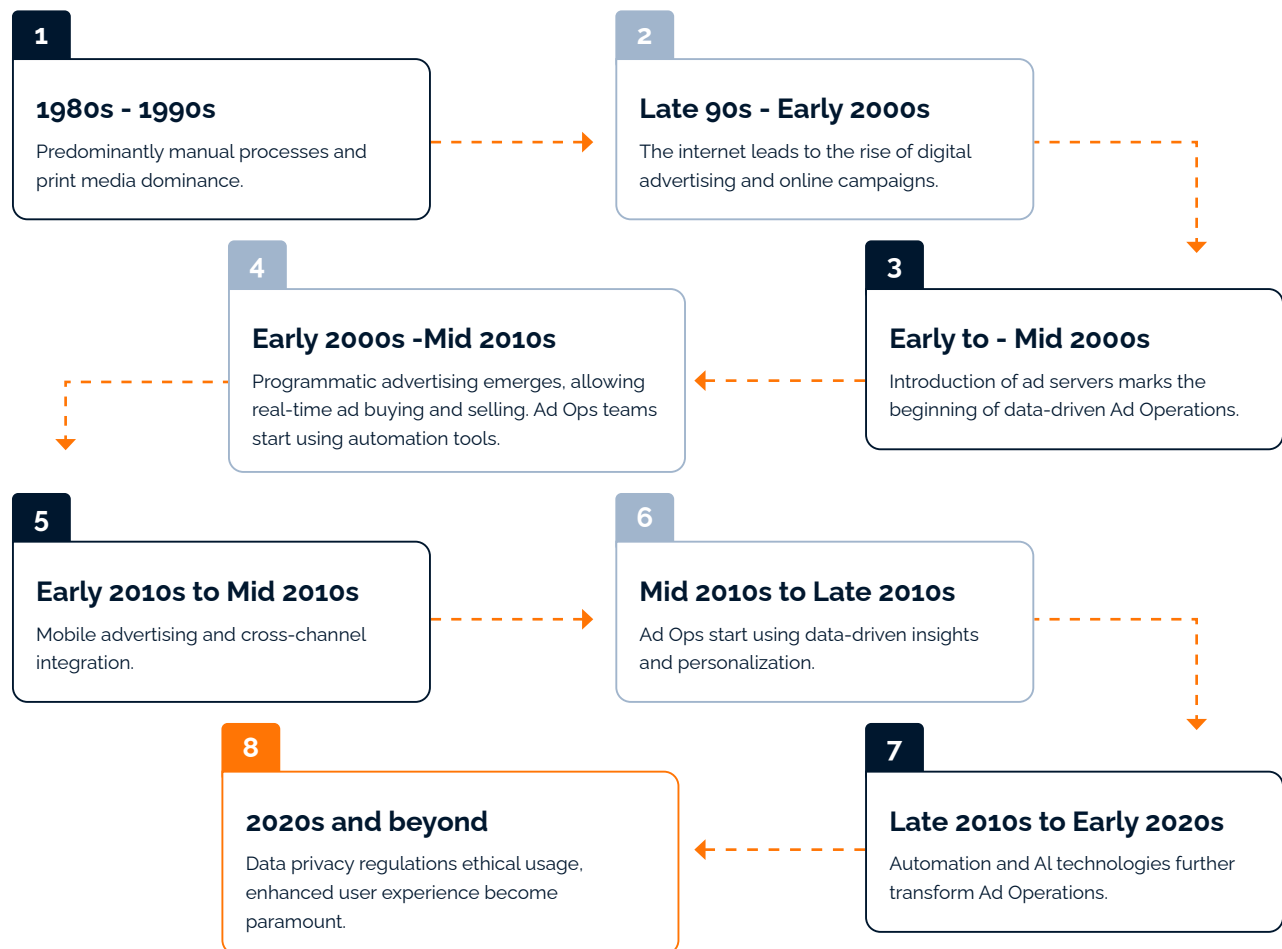 1
1980s - 1990s
Predominantly manual processes and
print media dominance.
2
Late 90s - Early 2000s
The internet leads to the rise of digital
advertising and online campaigns.
3
Early to - Mid 2000s
Introduction of ad servers marks the
beginning of data-driven Ad Operations.
4
Early 2000s -Mid 2010s
Programmatic advertising emerges, allowing
real-time ad buying and selling. Ad Ops teams
start using automation tools.
5
Early 2010s to Mid 2010s
Mobile advertising and cross-channel
integration.
6
Mid 2010s to Late 2010s
Ad Ops start using data-driven insights
and personalization.
7
Late 2010s to Early 2020s
Automation and AI technologies further
transform Ad Operations.
8
2020s and beyond
Data privacy regulations ethical usage,
enhanced user experience become
paramount.